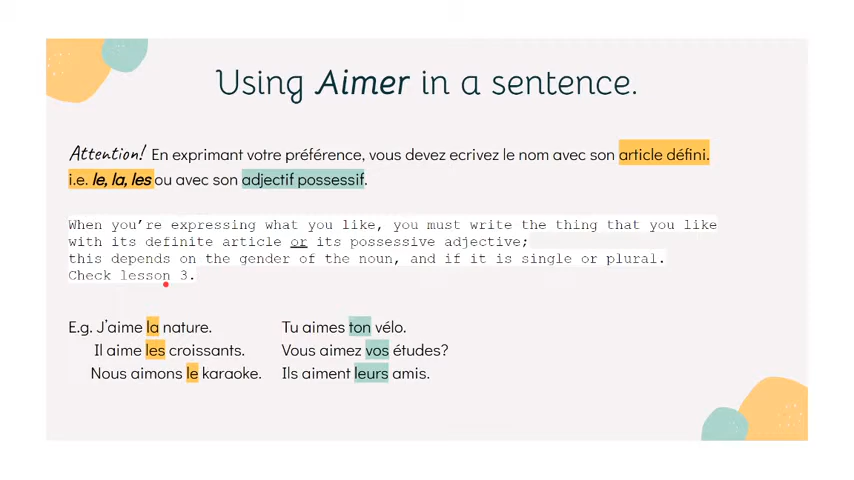 Using Aimer in a sentence.
Attention! En exprimant votre préférence, vous devez ecrivez le nom avec son article défini.
i.e. le, la, les ou avec son adjectif possessif.
When you're expressing what you like, you must write the thing that you like
with its definite article or its possessive adjective;
this depends on the gender of the noun, and if it is single or plural.
Check lesson 3.
E.g. J'aime la nature.
Il aime les croissants.
Nous aimons le karaoke.
Tu aimes ton vélo.
Vous aimez vos études?
Ils aiment leurs amis.